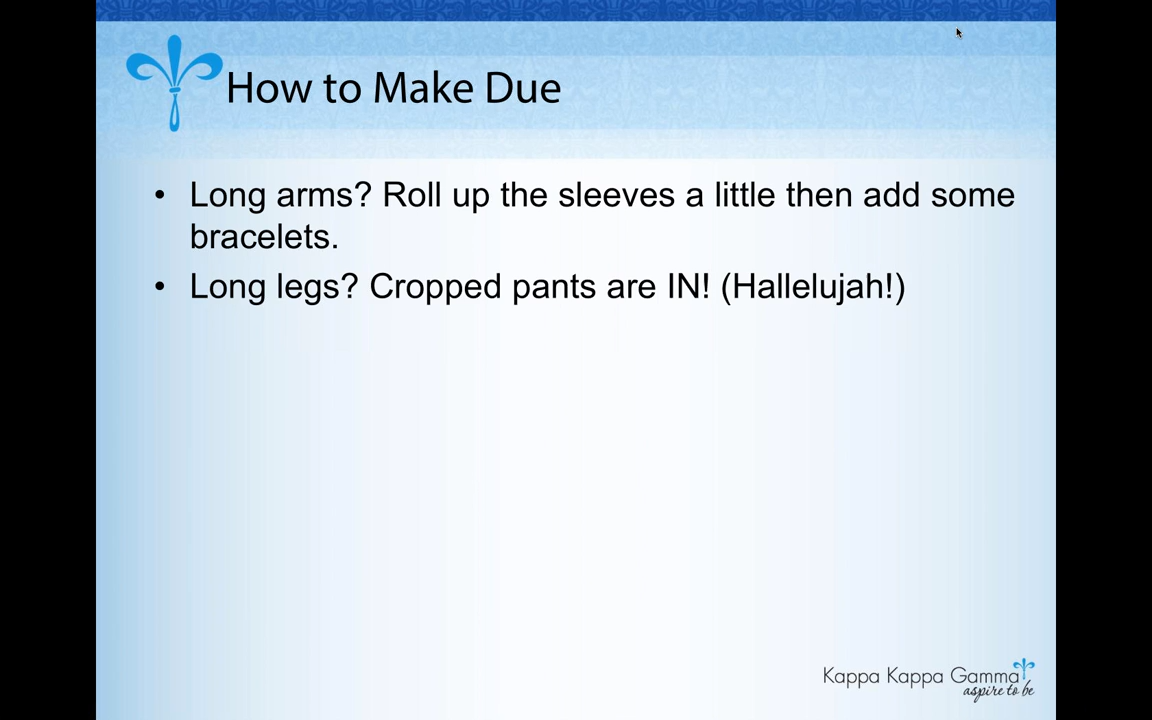 How to Make Due
• Long arms? Roll up the sleeves a little then add some
bracelets.
• Long legs? Cropped pants are IN! (Hallelujah!)
Kappa Kappa Gamma
aspire to be